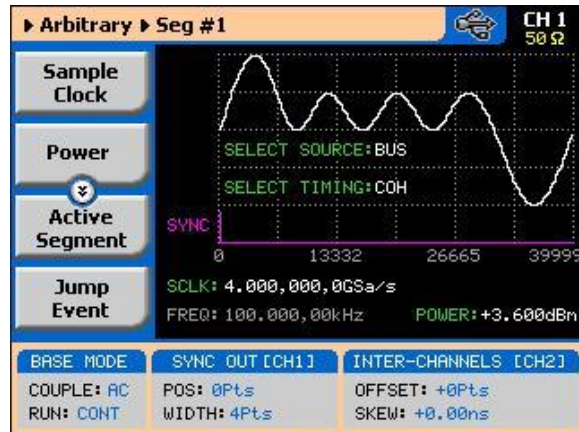 Arbitrary Seg #1
CH 1
50 Ω
Sample
Clock
Power
Active
Segment
Jump
Event
SELECT SOURCE:BUS
SELECT TIMING:COH
SYNC
0 13332 26665 39999
SCLK: 4.000,000,0GSa/s
FREQ: 100.000,00kHz POWER:+3.600dBm
BASE MODE
COUPLE: AC
RUN: CONT
SYNC OUT [CH1]
POS: 0Pts
WIDTH: 4Pts
INTER-CHANNELS [CH2]
OFFSET: +0Pts
SKEW: +0.00ns